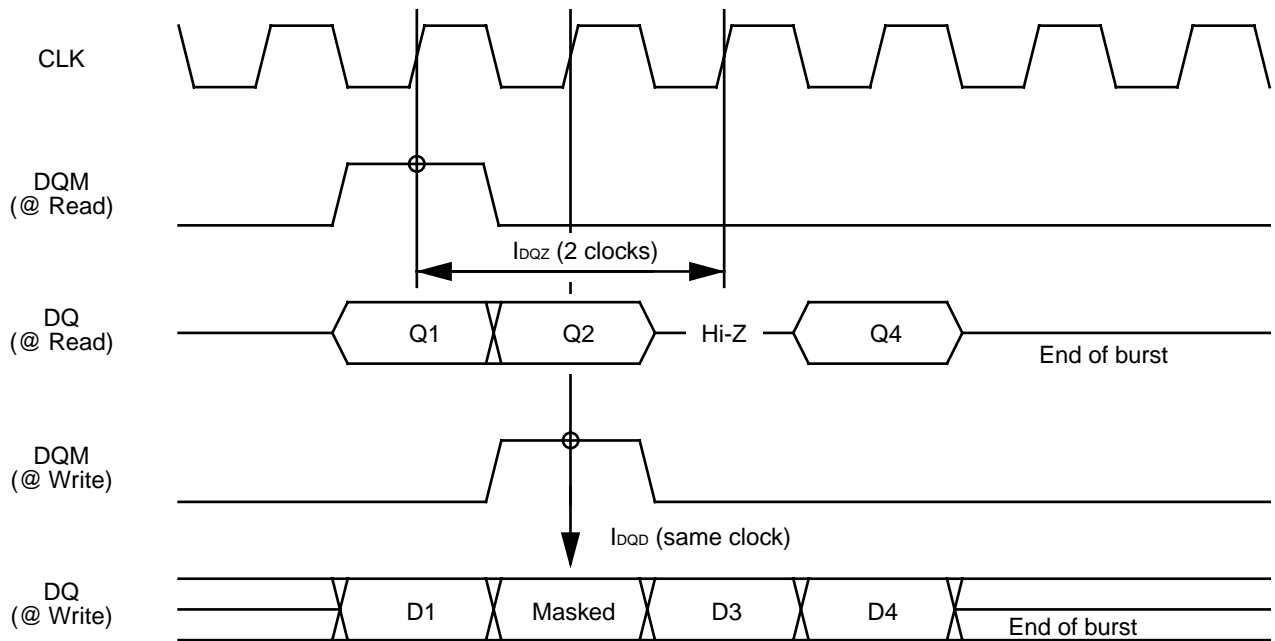 CLK
DQM
(@ Read)
IDQZ (2 clocks)
DQ
(@ Read)
Q1 Q2 Hi-Z Q4
End of burst
DQM
(@ Write)
IDQD (same clock)
DQ
(@ Write)
D1 Masked D3 D4
End of burst